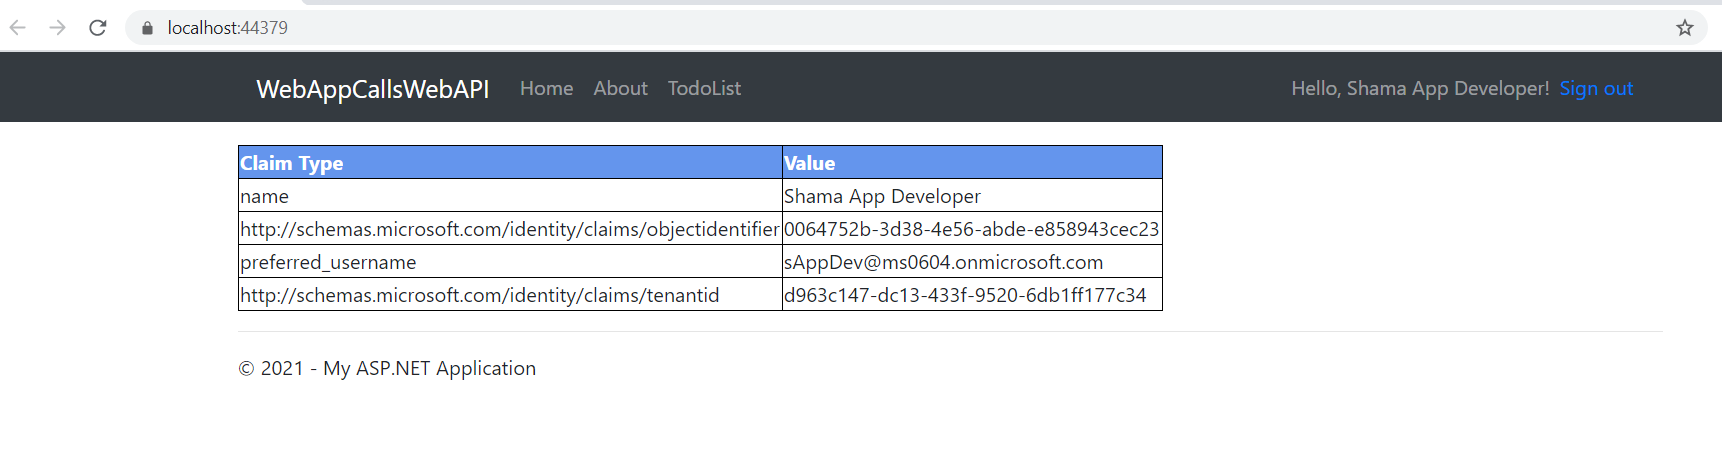 localhost:44379
WebAppCallsWebAPI Home About TodoList Hello, Shama App Developer! Sign out
Claim Type Value
name Shama App Developer
http://schemas.microsoft.com/identity/claims/objectidentifier 0064752b-3d38-4e56-abde-e858943cec23
preferred_username sAppDev@ms0604.onmicrosoft.com
http://schemas.microsoft.com/identity/claims/tenantid d963c147-dc13-433f-9520-6db1ff177c34
© 2021 - My ASP.NET Application